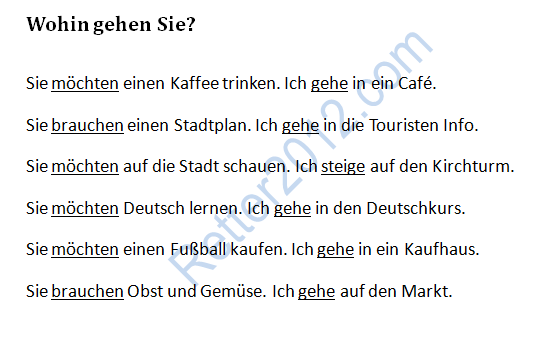 Wohin gehen Sie?
Sie möchten einen Kaffee trinken. Ich gehe in ein Café.
Sie brauchen einen Stadtplan. Ich gehe in die Touristen Info.
Sie möchten auf die Stadt schauen. Ich steige auf den Kirchturm.
Sie möchten Deutsch lernen. Ich gehe in den Deutschkurs.
Sie möchten einen Fußball kaufen. Ich gehe in ein Kaufhaus.
Sie brauchen Obst und Gemüse. Ich gehe auf den Markt.
Retter2012.com